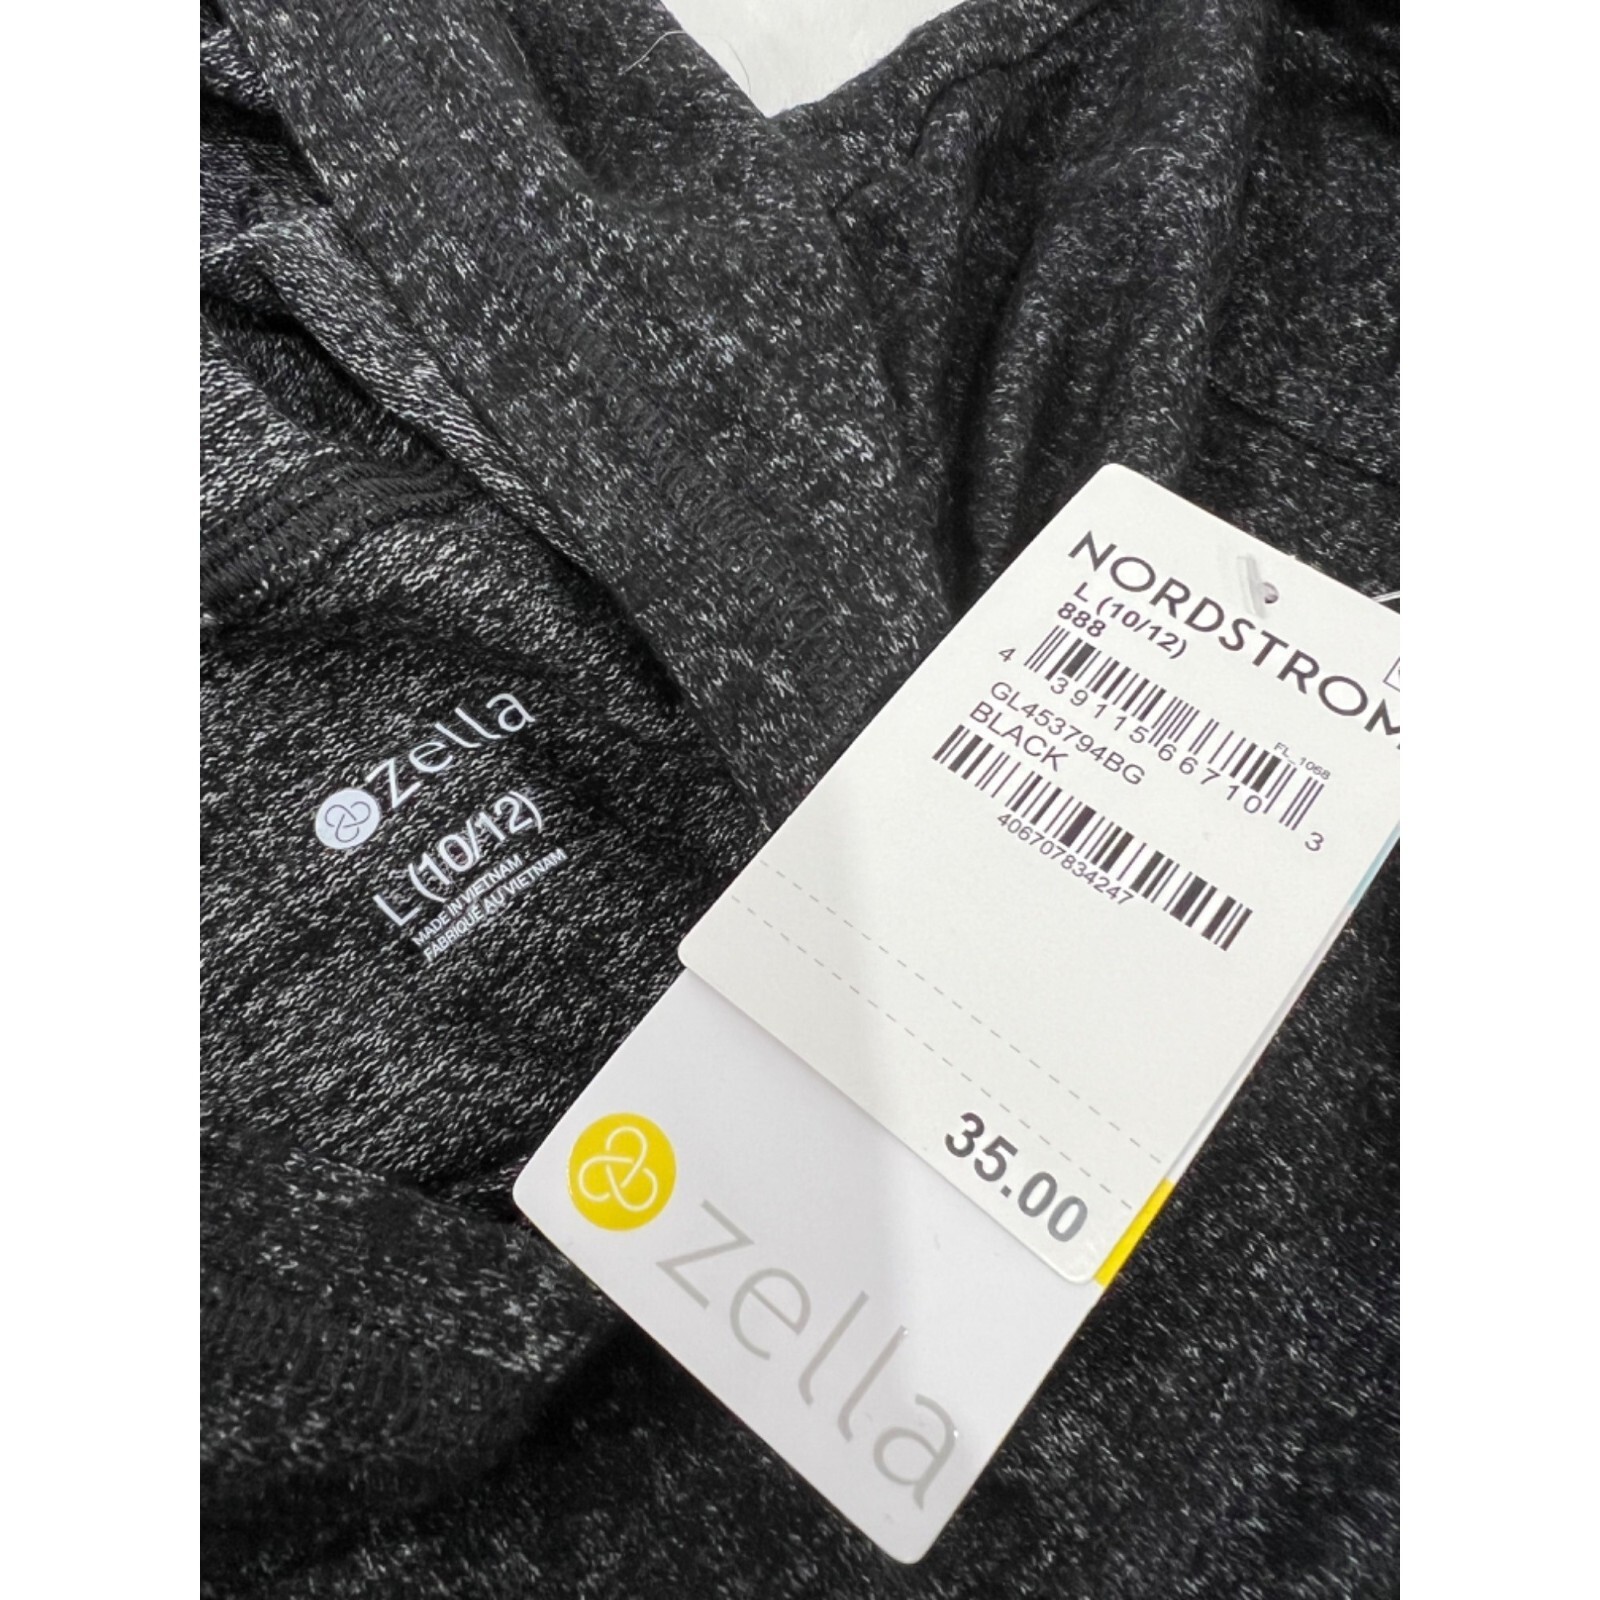 zella
L (10/12)
MADE IN VIETNAM
FABRIQUÉ AU VIETNAM
NORDSTROM
L (10/12)
888
FL_1068
4 39115 66710 3
GL453794BG
BLACK
406707834247
35.00
zella